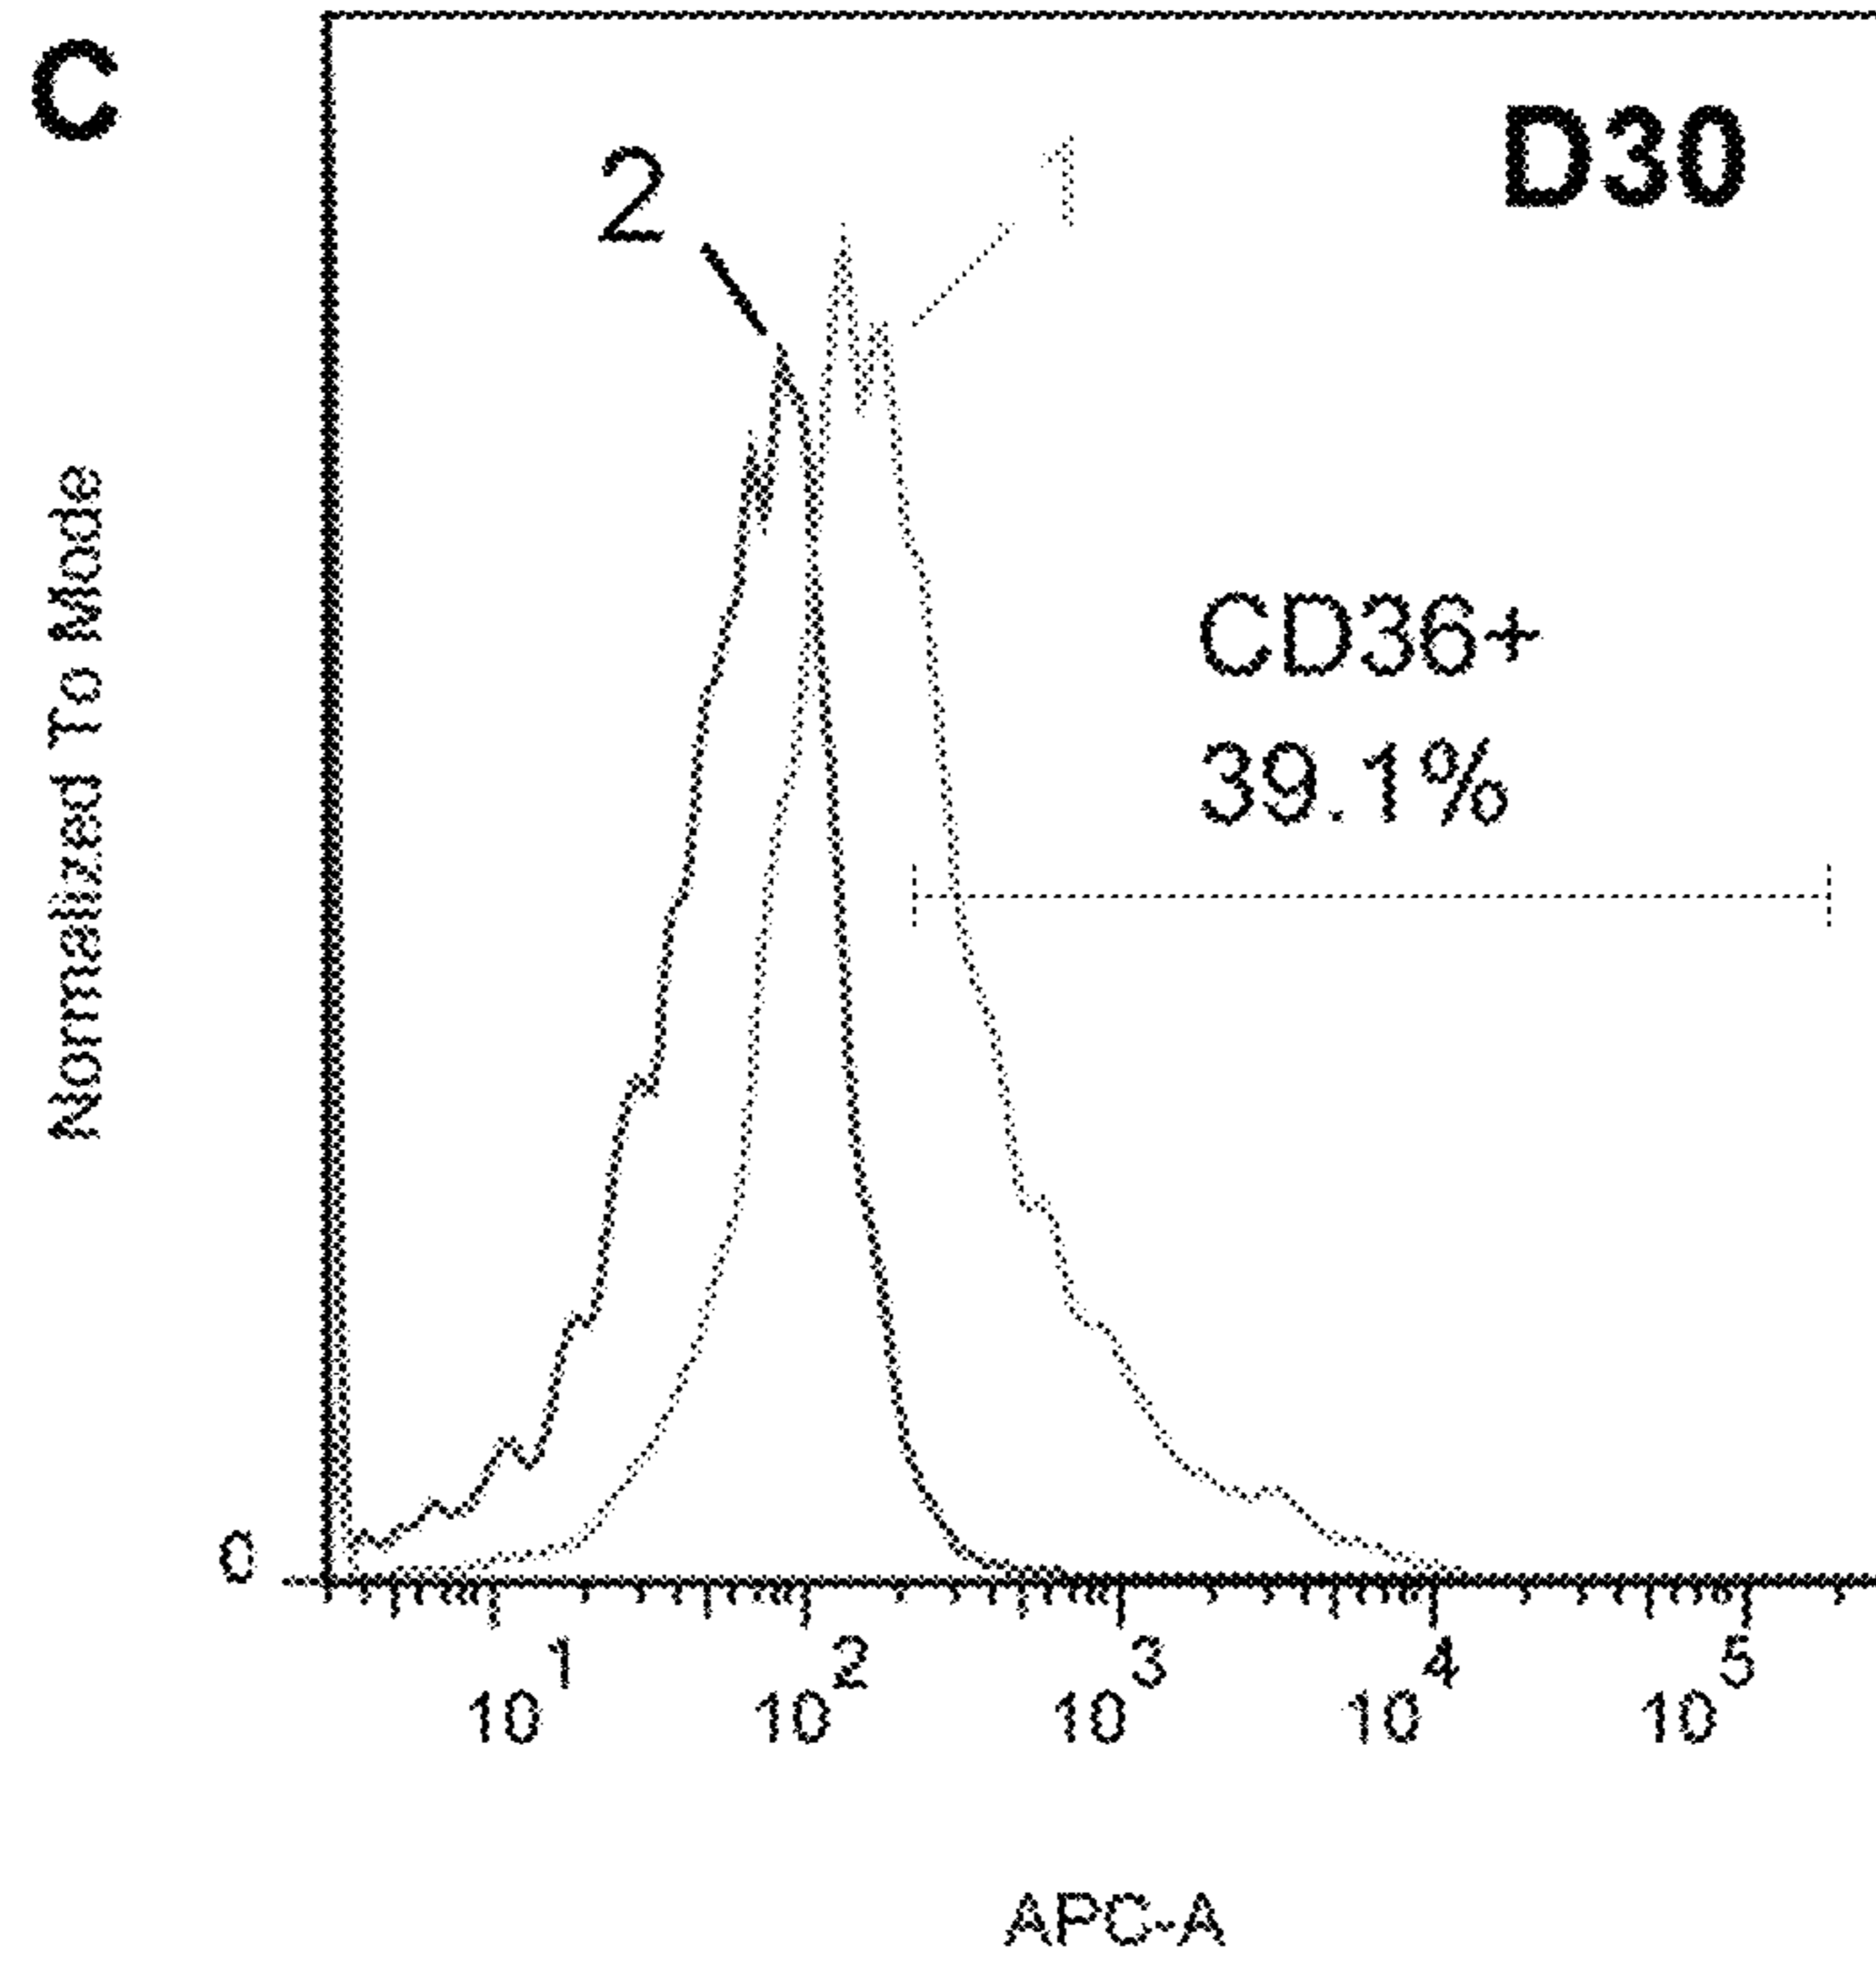 C
D30
2
1
CD36+
39.1%
Normalized To Mode
0
10^1 10^2 10^3 10^4 10^5
APC-A